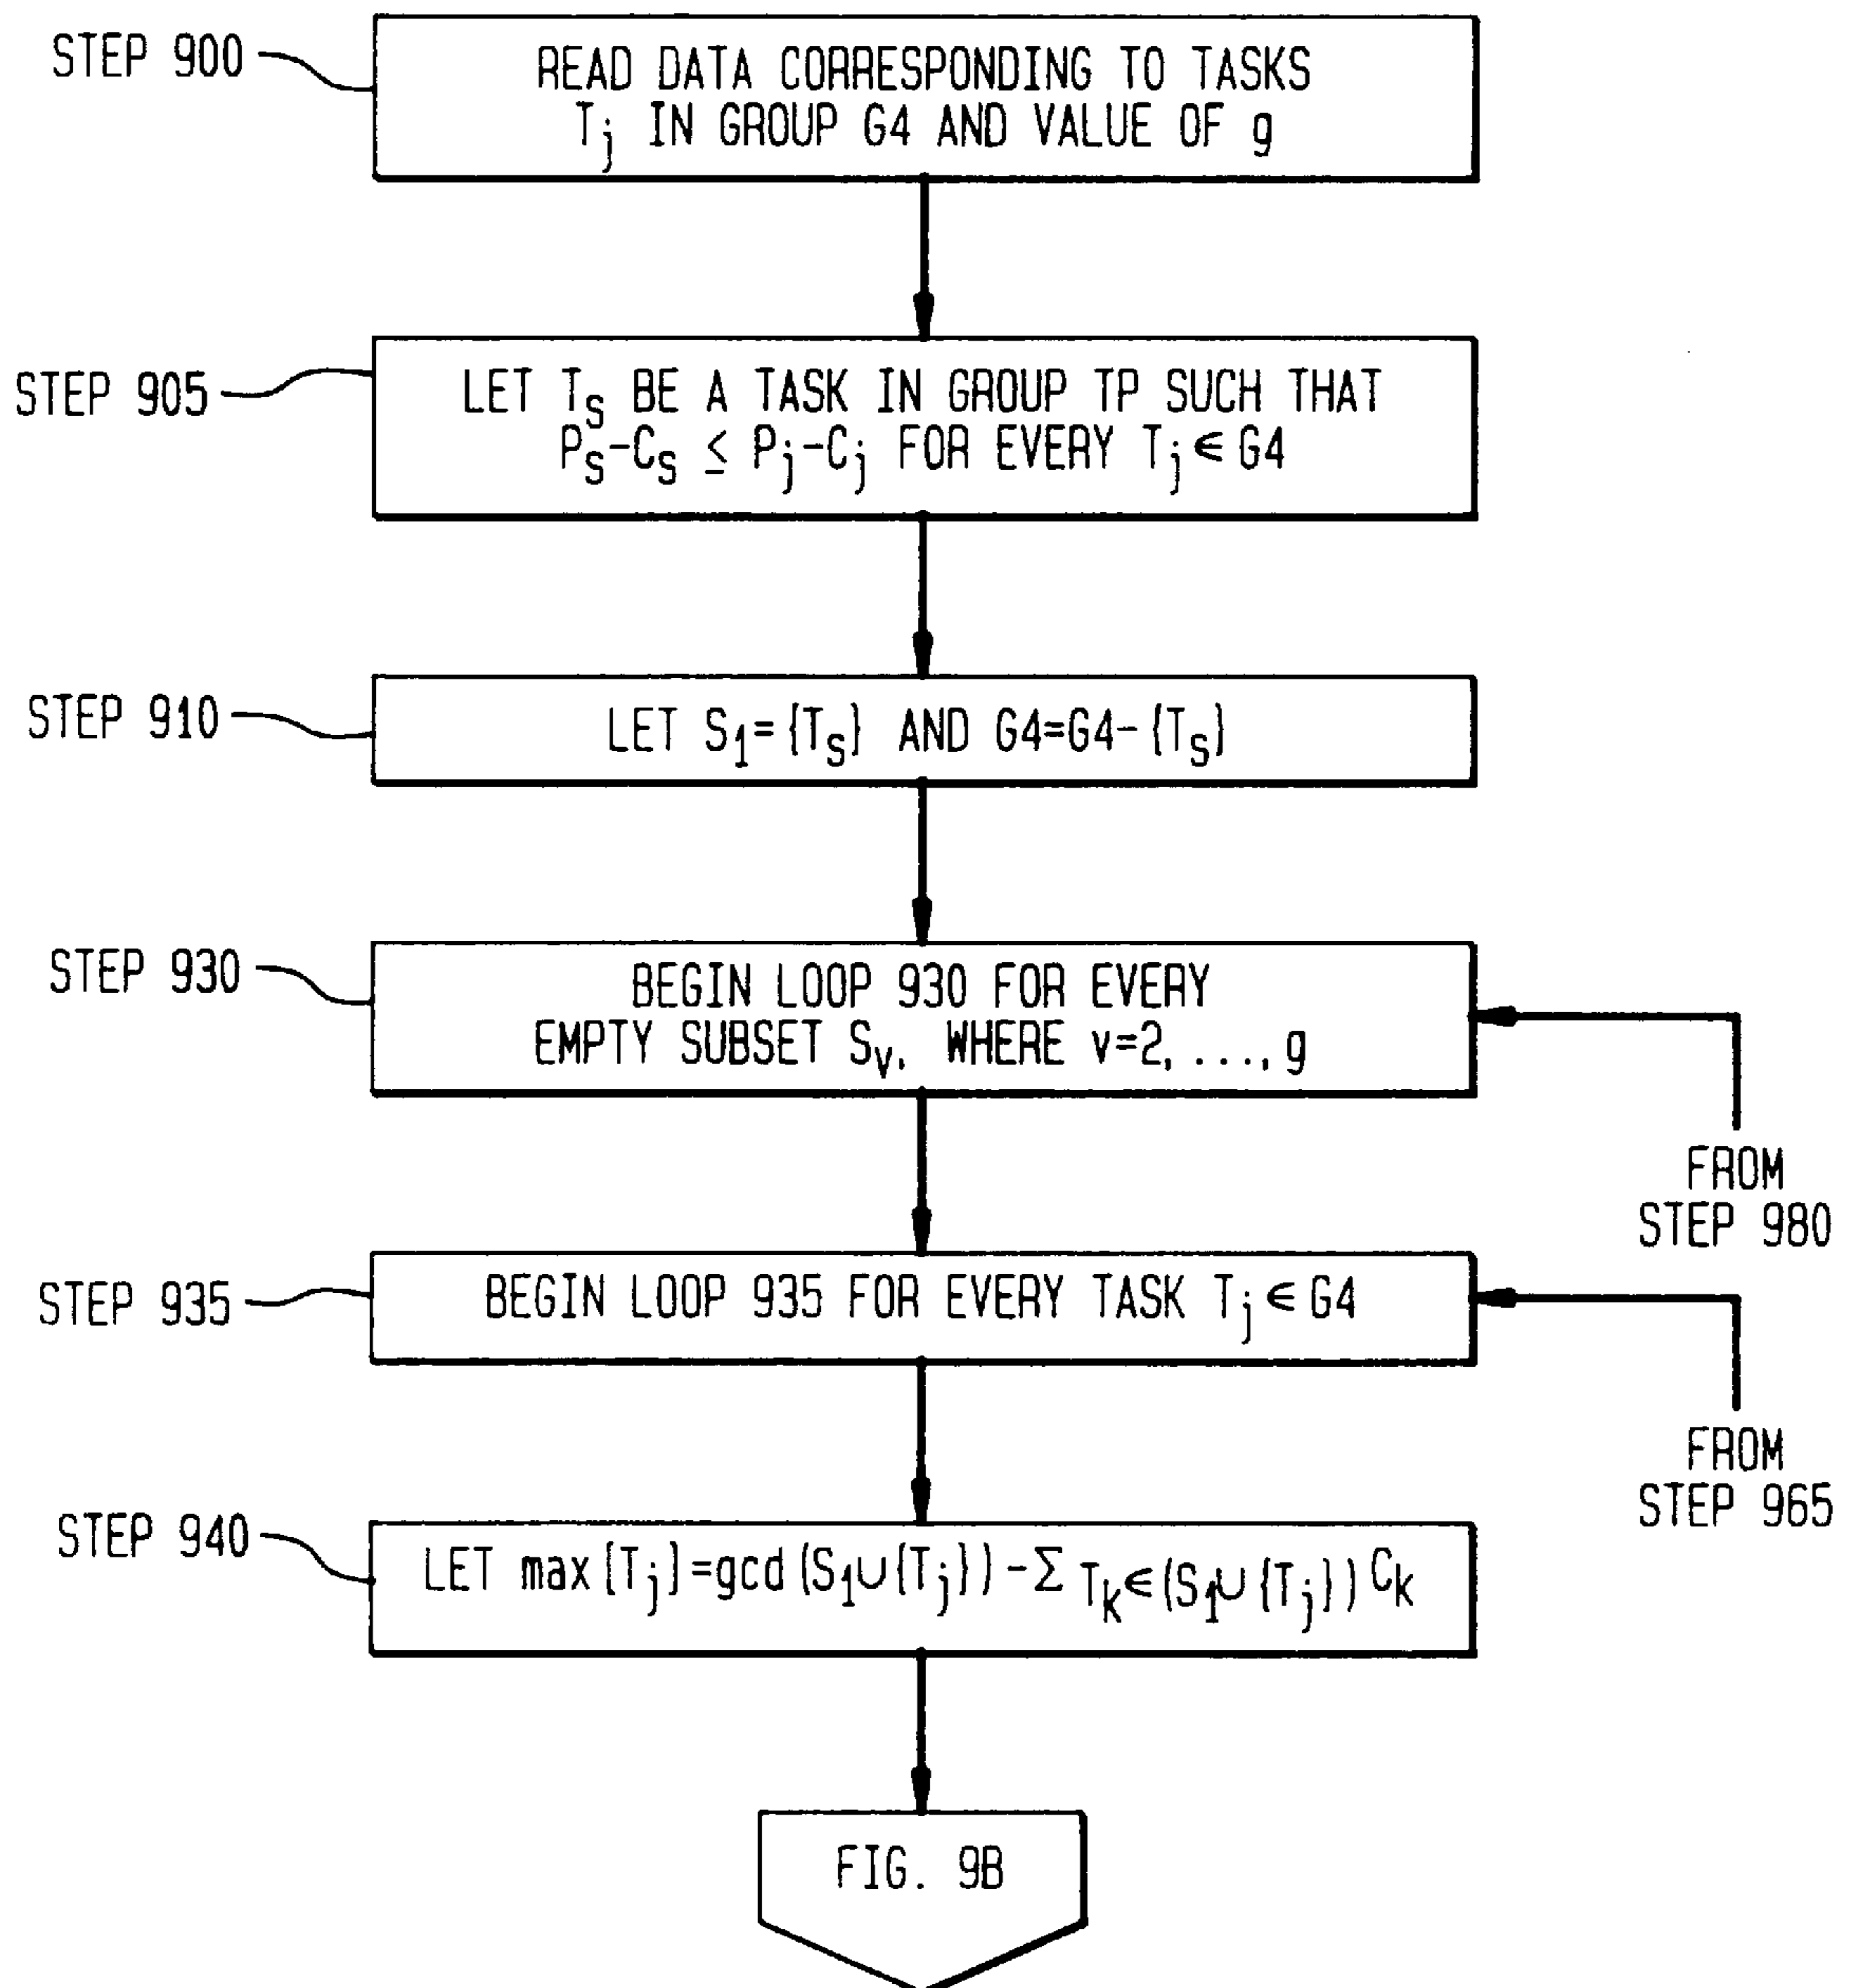 STEP 900
READ DATA CORRESPONDING TO TASKS
Tj IN GROUP G4 AND VALUE OF g
STEP 905
LET Ts BE A TASK IN GROUP TP SUCH THAT
Ps-Cs ≤ Pj-Cj FOR EVERY Tj ∈ G4
STEP 910
LET S1={Ts} AND G4=G4-{Ts}
STEP 930
BEGIN LOOP 930 FOR EVERY
EMPTY SUBSET Sv, WHERE v=2, ..., g
FROM
STEP 980
STEP 935
BEGIN LOOP 935 FOR EVERY TASK Tj ∈ G4
FROM
STEP 965
STEP 940
LET max{Tj}=gcd(S1∪{Tj})-Σ Tk∈(S1∪{Tj}) Ck
FIG. 9B